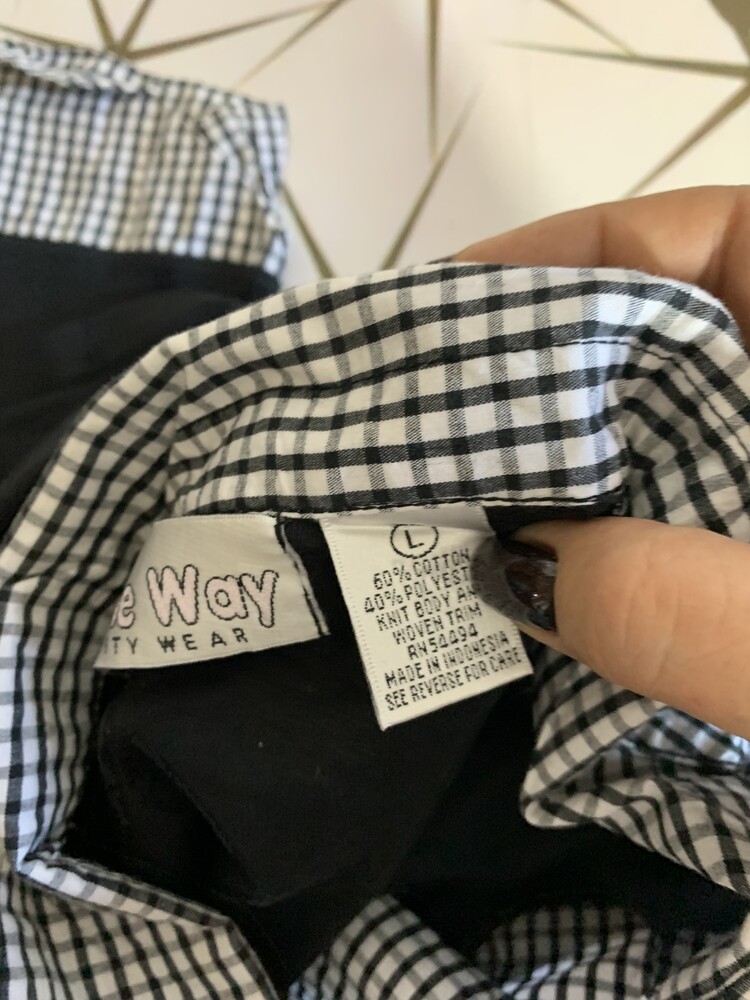 e Way
ITY WEAR
L
60% COTTON
40% POLYEST
KNIT BODY AN
WOVEN TRIM
RN54494
MADE IN INDONESIA
SEE REVERSE FOR CARE